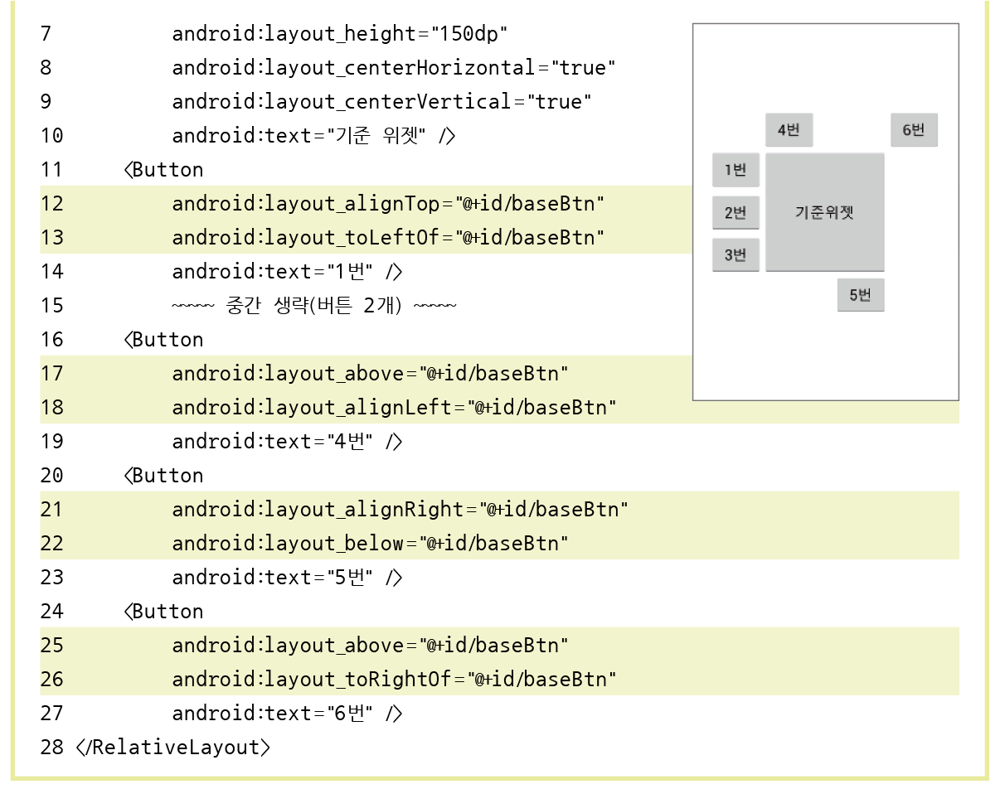 7 android:layout_height="150dp"
8 android:layout_centerHorizontal="true"
9 android:layout_centerVertical="true"
10 android:text="기준 위젯" />
11 <Button
12 android:layout_alignTop="@+id/baseBtn"
13 android:layout_toLeftOf="@+id/baseBtn"
14 android:text="1번" />
15 ~~~~~ 중간 생략(버튼 2개) ~~~~~
16 <Button
17 android:layout_above="@+id/baseBtn"
18 android:layout_alignLeft="@+id/baseBtn"
19 android:text="4번" />
20 <Button
21 android:layout_alignRight="@+id/baseBtn"
22 android:layout_below="@+id/baseBtn"
23 android:text="5번" />
24 <Button
25 android:layout_above="@+id/baseBtn"
26 android:layout_toRightOf="@+id/baseBtn"
27 android:text="6번" />
28 </RelativeLayout>
4번 6번
1번
2번 기준위젯
3번
5번